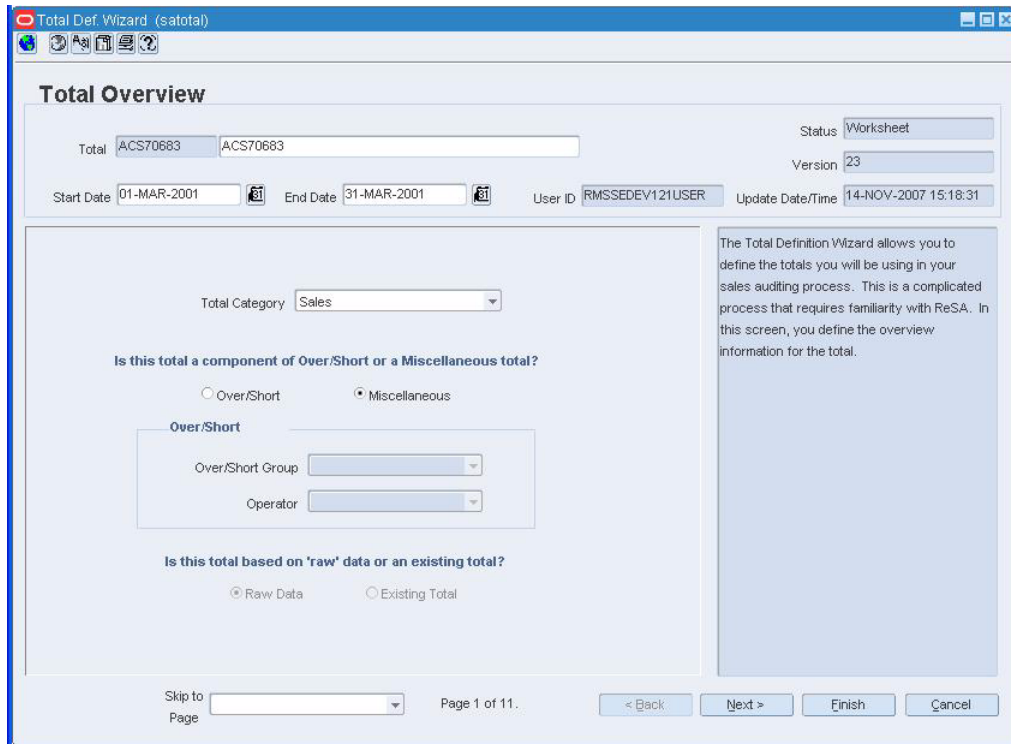 Total Def. Wizard (satotal)
Total Overview
Total ACS70683 ACS70683
Status Worksheet
Version 23
Start Date 01-MAR-2001 31 End Date 31-MAR-2001 31 User ID RMSSEDEV121USER Update Date/Time 14-NOV-2007 15:18:31
Total Category Sales
Is this total a component of Over/Short or a Miscellaneous total?
Over/Short Miscellaneous
Over/Short
Over/Short Group
Operator
Is this total based on 'raw' data or an existing total?
Raw Data Existing Total
The Total Definition Wizard allows you to
define the totals you will be using in your
sales auditing process. This is a complicated
process that requires familiarity with ReSA. In
this screen, you define the overview
information for the total.
Skip to
Page
Page 1 of 11.
< Back Next > Finish Cancel